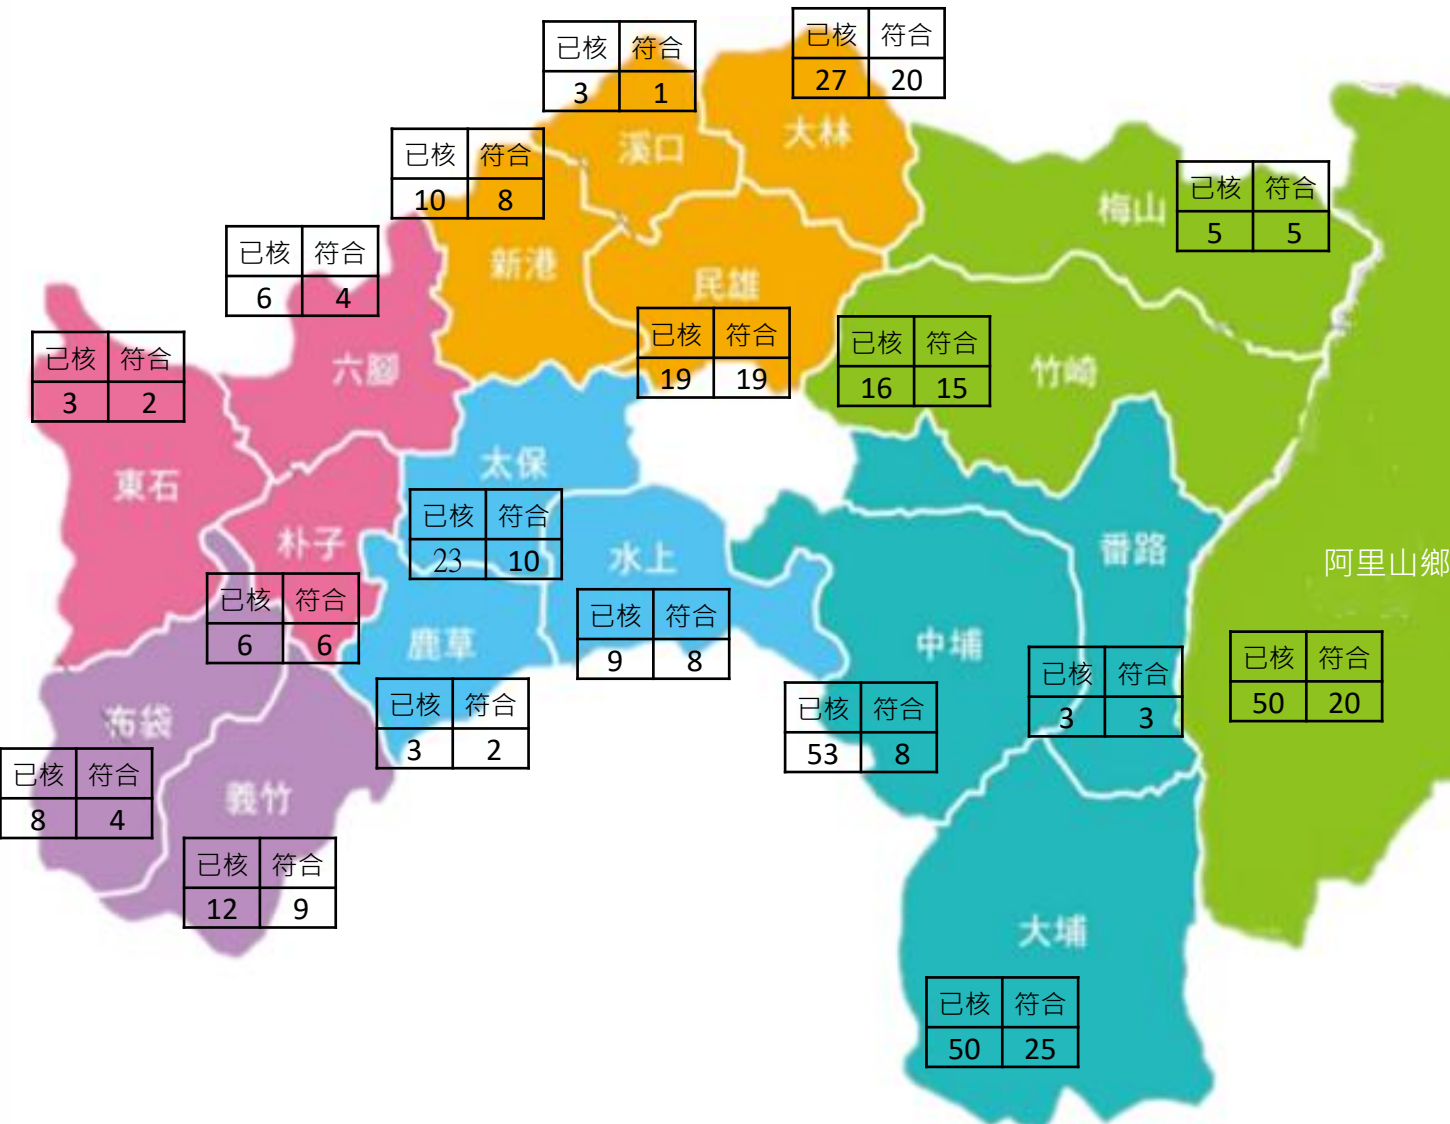 已核 符合
27 20
已核 符合
3 1
大林
溪口
已核 符合
10 8
已核 符合
5 5
梅山
新港
民雄
已核 符合
6 4
已核 符合
19 19
已核 符合
16 15
竹崎
已核 符合
3 2
六腳
東石
太保
已核 符合
23 10
朴子
水上
番路
阿里山鄉
已核 符合
6 6
鹿草
已核 符合
9 8
中埔
已核 符合
3 3
已核 符合
50 20
已核 符合
3 2
已核 符合
53 8
布袋
已核 符合
8 4
義竹
已核 符合
12 9
大埔
已核 符合
50 25